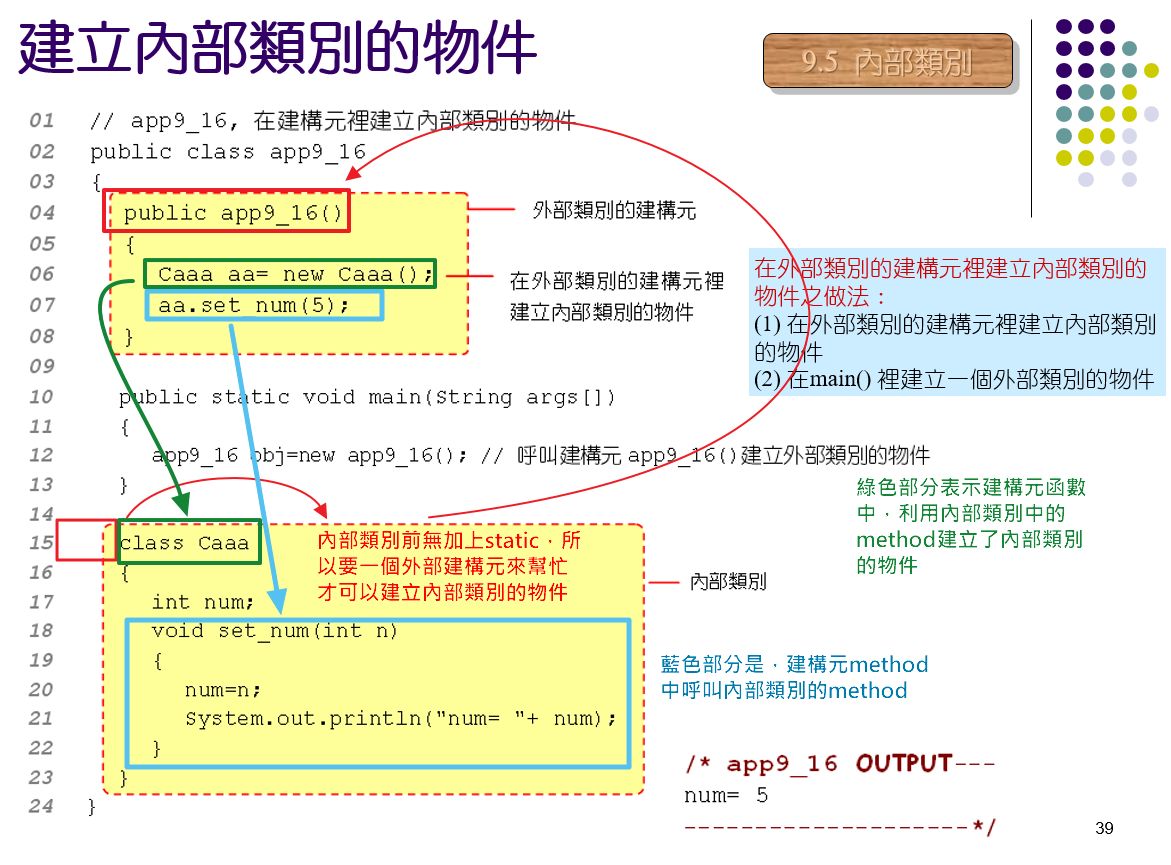 建立內部類別的物件
9.5 內部類別
01 // app9_16, 在建構元裡建立內部類別的物件
02 public class app9_16
03 {
04 public app9_16()
外部類別的建構元
05 {
06 Caaa aa= new Caaa();
在外部類別的建構元裡
建立內部類別的物件
07 aa.set_num(5);
08 }
09
10 public static void main(String args[])
11 {
12 app9_16 obj=new app9_16(); // 呼叫建構元 app9_16()建立外部類別的物件
13 }
14
15 class Caaa
16 {
17 int num;
18 void set_num(int n)
19 {
20 num=n;
21 System.out.println("num= "+ num);
22 }
23 }
24 }
在外部類別的建構元裡建立內部類別的
物件之做法：
(1) 在外部類別的建構元裡建立內部類別
的物件
(2) 在main() 裡建立一個外部類別的物件
綠色部分表示建構元函數
中，利用內部類別中的
method建立了內部類別
的物件
內部類別前無加上static，所
以要一個外部建構元來幫忙
才可以建立內部類別的物件
內部類別
藍色部分是，建構元method
中呼叫內部類別的method
/* app9_16 OUTPUT---
num= 5
---------------------*/
39